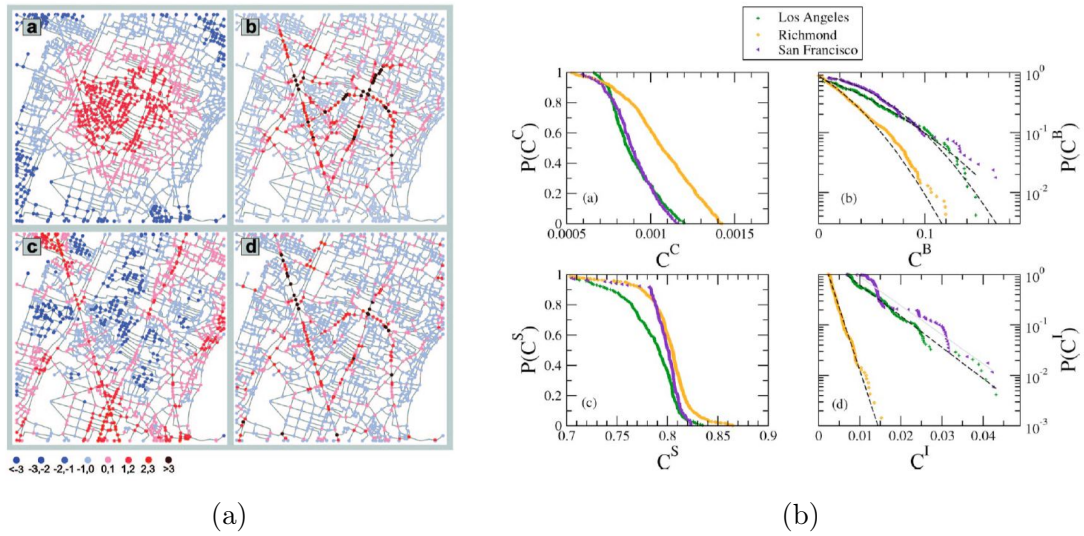 a
b
c
d
<-3 -3,-2 -2,-1 -1,0 0,1 1,2 2,3 >3
(a)
Los Angeles
Richmond
San Francisco
P(C^C)
1
0.8
0.6
0.4
0.2
0
(a)
0.0005 0.001 0.0015
C^C
(b)
0 0.1
C^B
10^0
10^-1
10^-2
P(C^B)
P(C^S)
1
0.8
0.6
0.4
0.2
0
(c)
0.7 0.75 0.8 0.85 0.9
C^S
(d)
0 0.01 0.02 0.03 0.04
C^I
10^0
10^-1
10^-2
10^-3
P(C^I)
(b)